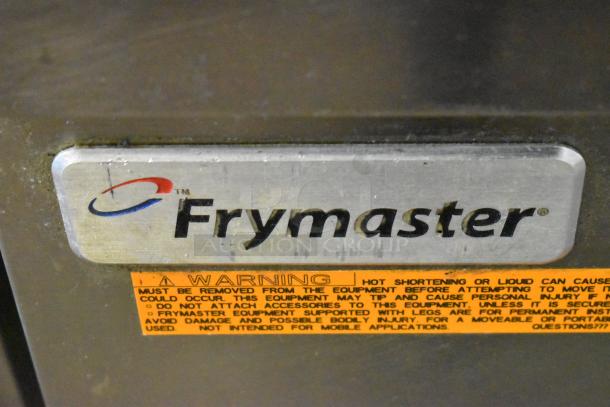 TM
Frymaster®
AUCTION GROUP
⚠ WARNING HOT SHORTENING OR LIQUID CAN CAUSE
MUST BE REMOVED FROM THE EQUIPMENT BEFORE ATTEMPTING TO MOVE IT
COULD OCCUR. THIS EQUIPMENT MAY TIP AND CAUSE PERSONAL INJURY IF
○ DO NOT ATTACH ACCESSORIES TO THIS EQUIPMENT UNLESS IT IS
○ FRYMASTER EQUIPMENT SUPPORTED WITH LEGS ARE FOR PERMANENT
AVOID DAMAGE AND POSSIBLE BODILY INJURY. FOR A MOVEABLE OR
USED. NOT INTENDED FOR MOBILE APPLICATIONS. QUESTIONS???